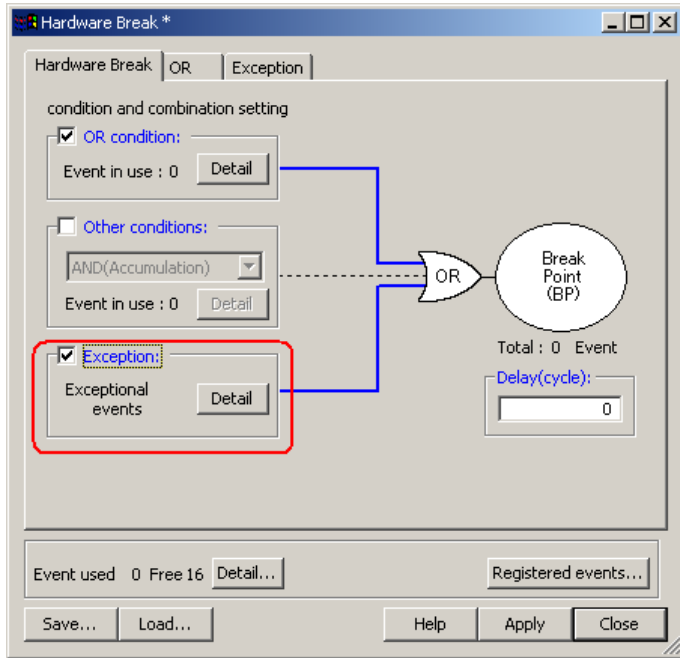 Hardware Break *
Hardware Break OR Exception
condition and combination setting
OR condition:
Event in use : 0 Detail
Other conditions:
AND(Accumulation)
Event in use : 0 Detail
Exception:
Exceptional
events
Detail
OR
Break
Point
(BP)
Total : 0 Event
Delay(cycle):
0
Event used 0 Free 16 Detail... Registered events...
Save... Load... Help Apply Close